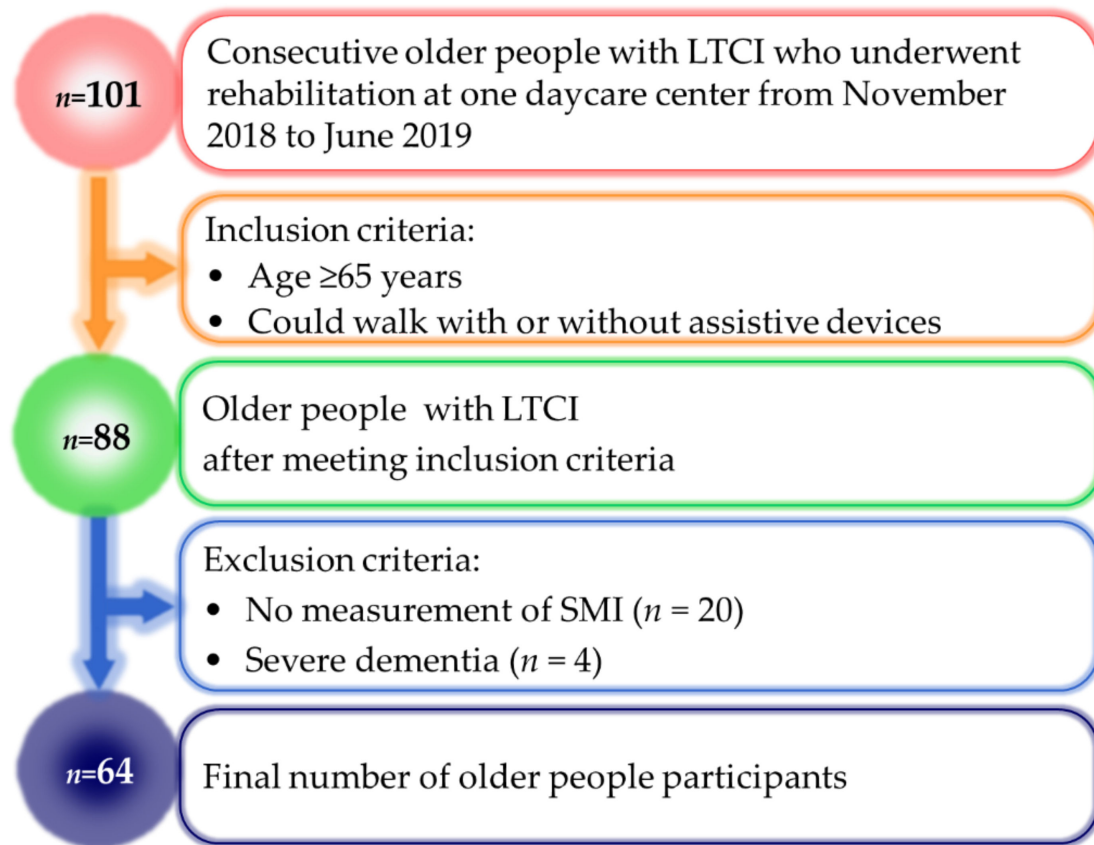 n=101
Consecutive older people with LTCI who underwent
rehabilitation at one daycare center from November
2018 to June 2019
Inclusion criteria:
• Age ≥65 years
• Could walk with or without assistive devices
n=88
Older people with LTCI
after meeting inclusion criteria
Exclusion criteria:
• No measurement of SMI (n = 20)
• Severe dementia (n = 4)
n=64
Final number of older people participants